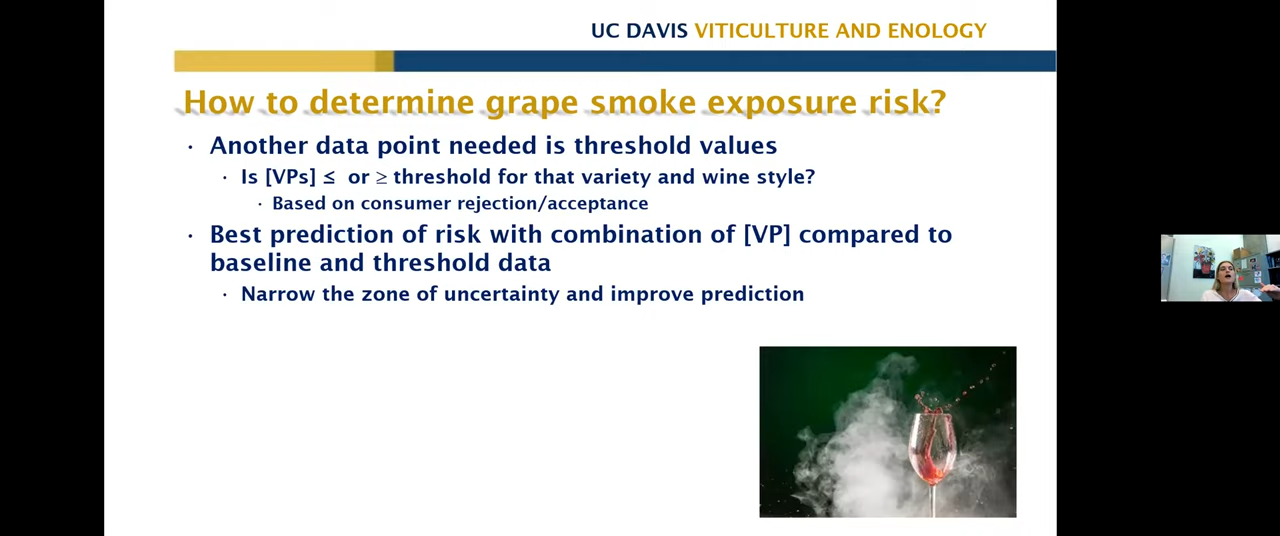 UC DAVIS VITICULTURE AND ENOLOGY
How to determine grape smoke exposure risk?
· Another data point needed is threshold values
· Is [VPs] ≤ or ≥ threshold for that variety and wine style?
· Based on consumer rejection/acceptance
· Best prediction of risk with combination of [VP] compared to
baseline and threshold data
· Narrow the zone of uncertainty and improve prediction